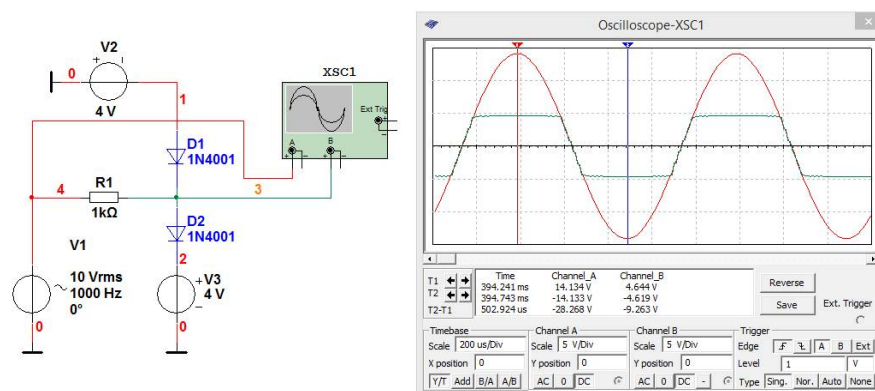 V2
0
+ -
4 V
1
XSC1
Ext Trig
+
-
A
B
+ - + -
D1
1N4001
R1
4
3
1kΩ
D2
1N4001
2
V1
V3
+
10 Vrms
4 V
1000 Hz
-
0°
0
0
Oscilloscope-XSC1
Time Channel_A Channel_B
T1 394.241 ms 14.134 V 4.644 V
T2 394.743 ms -14.133 V -4.619 V
T2-T1 502.924 us -28.268 V -9.263 V
Reverse
Save
Ext. Trigger
Timebase Channel A Channel B Trigger
Scale 200 us/Div Scale 5 V/Div Scale 5 V/Div Edge A B Ext
X position 0 Y position 0 Y position 0 Level 1 V
Y/T Add B/A A/B AC 0 DC AC 0 DC - Type Sing. Nor. Auto None